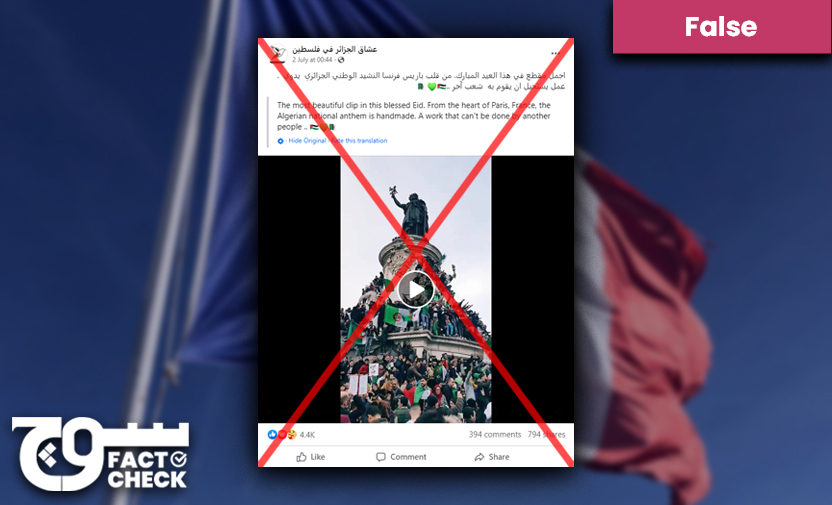 False
عشاق الجزائر في فلسطين
2 July at 00:44 ·
اجمل مقطع في هذا العيد المبارك. من قلب باريس فرنسا النشيد الوطني الجزائري يدوي .
عمل يستحيل ان يقوم به شعب آخر ..
The most beautiful clip in this blessed Eid. From the heart of Paris, France, the
Algerian national anthem is handmade. A work that can't be done by another
people ..
· Hide Original · Rate this translation
4.4K
394 comments 794 shares
Like Comment Share
سوچ
FACT
CHECK